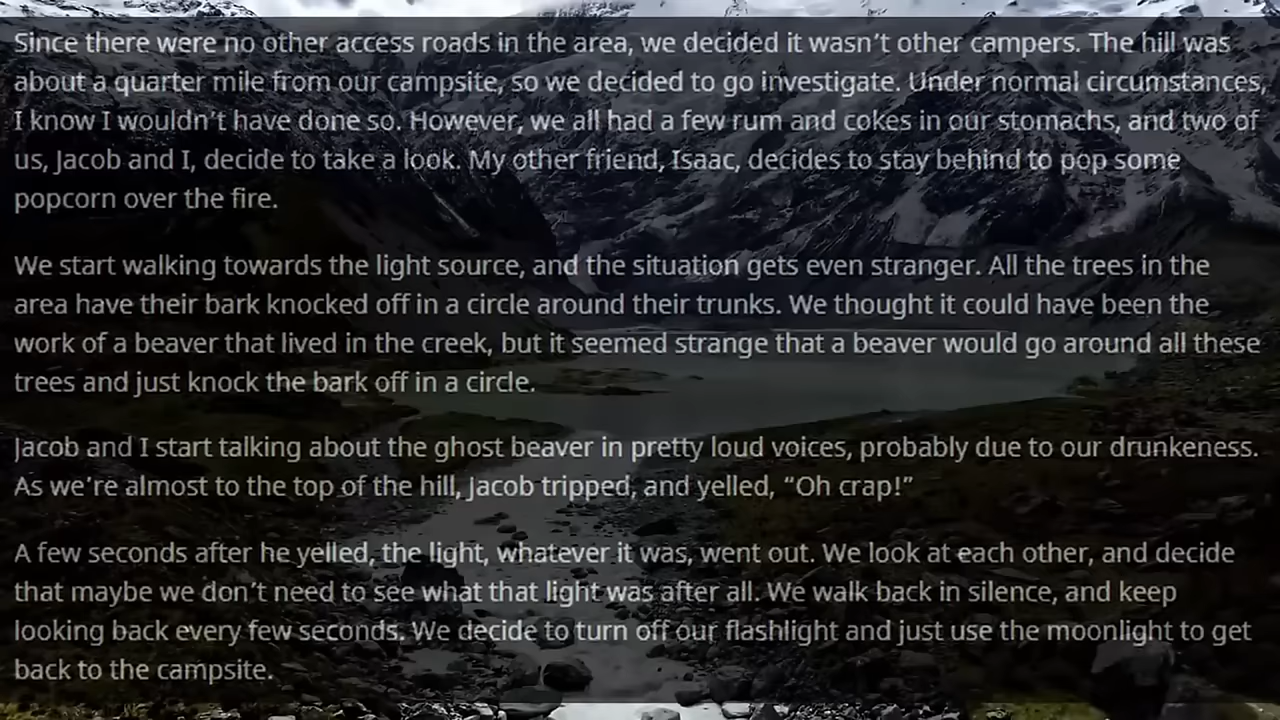 Since there were no other access roads in the area, we decided it wasn’t other campers. The hill was
about a quarter mile from our campsite, so we decided to go investigate. Under normal circumstances,
I know I wouldn’t have done so. However, we all had a few rum and cokes in our stomachs, and two of
us, Jacob and I, decide to take a look. My other friend, Isaac, decides to stay behind to pop some
popcorn over the fire.
We start walking towards the light source, and the situation gets even stranger. All the trees in the
area have their bark knocked off in a circle around their trunks. We thought it could have been the
work of a beaver that lived in the creek, but it seemed strange that a beaver would go around all these
trees and just knock the bark off in a circle.
Jacob and I start talking about the ghost beaver in pretty loud voices, probably due to our drunkeness.
As we’re almost to the top of the hill, Jacob tripped, and yelled, “Oh crap!”
A few seconds after he yelled, the light, whatever it was, went out. We look at each other, and decide
that maybe we don’t need to see what that light was after all. We walk back in silence, and keep
looking back every few seconds. We decide to turn off our flashlight and just use the moonlight to get
back to the campsite.